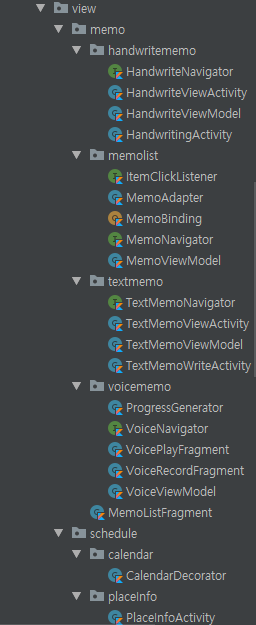 view
memo
handwritememo
HandwriteNavigator
HandwriteViewActivity
HandwriteViewModel
HandwritingActivity
memolist
ItemClickListener
MemoAdapter
MemoBinding
MemoNavigator
MemoViewModel
textmemo
TextMemoNavigator
TextMemoViewActivity
TextMemoViewModel
TextMemoWriteActivity
voicememo
ProgressGenerator
VoiceNavigator
VoicePlayFragment
VoiceRecordFragment
VoiceViewModel
MemoListFragment
schedule
calendar
CalendarDecorator
placeInfo
PlaceInfoActivity